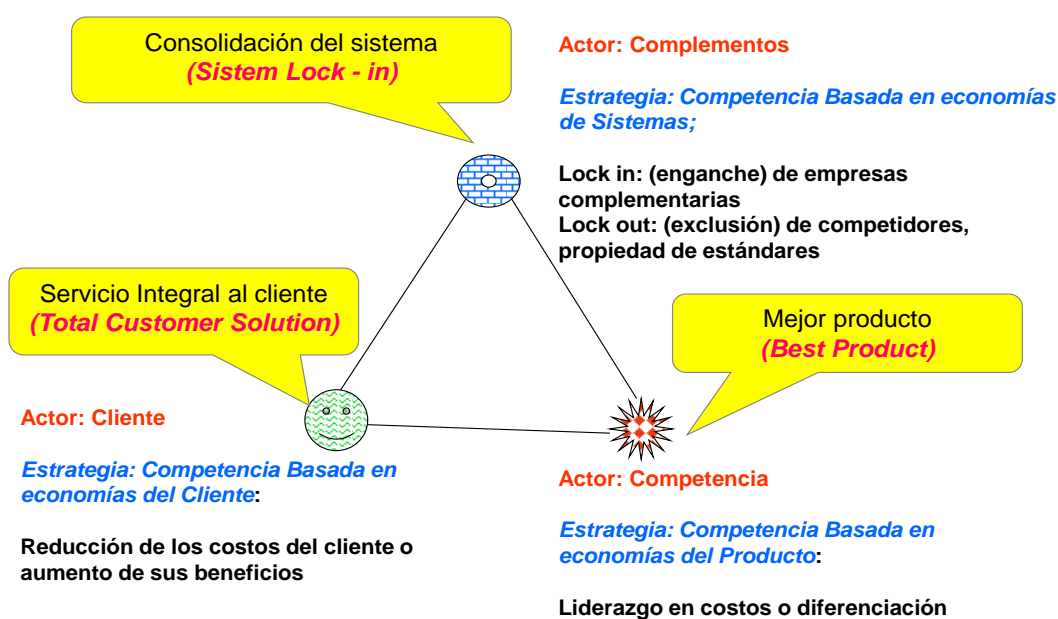 Consolidación del sistema
(Sistem Lock - in)
Actor: Complementos
Estrategia: Competencia Basada en economías
de Sistemas;
Lock in: (enganche) de empresas
complementarias
Lock out: (exclusión) de competidores,
propiedad de estándares
Servicio Integral al cliente
(Total Customer Solution)
Mejor producto
(Best Product)
Actor: Cliente
Estrategia: Competencia Basada en
economías del Cliente:
Reducción de los costos del cliente o
aumento de sus beneficios
Actor: Competencia
Estrategia: Competencia Basada en
economías del Producto:
Liderazgo en costos o diferenciación